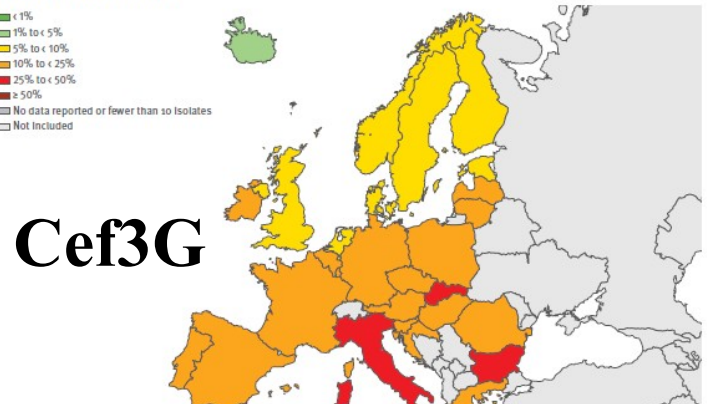 < 1%
1% to < 5%
5% to < 10%
10% to < 25%
25% to < 50%
≥ 50%
No data reported or fewer than 10 isolates
Not included
Cef3G